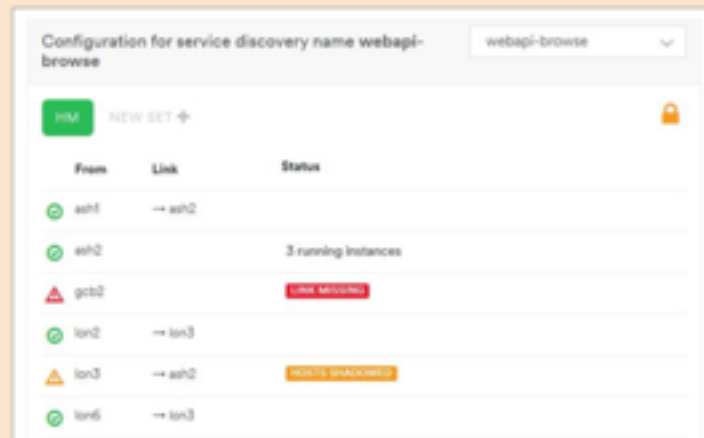 Configuration for service discovery name webapi-
browse
webapi-browse
HM NEW SET +
From Link Status
ash1 → ash2
ash2 3 running instances
gcb2 LINK MISSING
lon2 → lon3
lon3 → ash2 HOSTS SHADOWED
lon6 → lon3